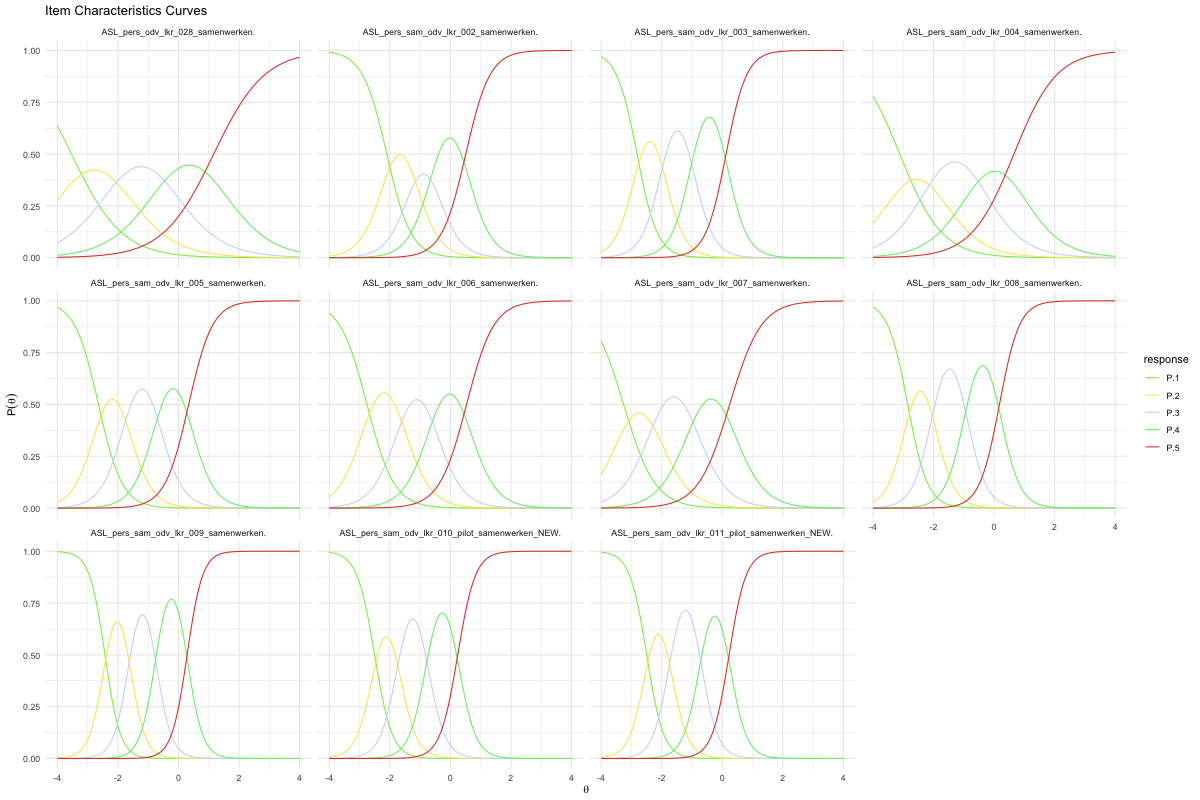 Item Characteristics Curves
ASL_pers_odv_lkr_028_samenwerken. ASL_pers_sam_odv_lkr_002_samenwerken. ASL_pers_sam_odv_lkr_003_samenwerken. ASL_pers_sam_odv_lkr_004_samenwerken.
1.00
0.75
0.50
0.25
0.00
ASL_pers_sam_odv_lkr_005_samenwerken. ASL_pers_sam_odv_lkr_006_samenwerken. ASL_pers_sam_odv_lkr_007_samenwerken. ASL_pers_sam_odv_lkr_008_samenwerken.
1.00
0.75
0.50
0.25
0.00
-4 -2 0 2 4
P(θ)
response
P.1
P.2
P.3
P.4
P.5
ASL_pers_sam_odv_lkr_009_samenwerken. ASL_pers_sam_odv_lkr_010_pilot_samenwerken_NEW. ASL_pers_sam_odv_lkr_011_pilot_samenwerken_NEW.
1.00
0.75
0.50
0.25
0.00
-4 -2 0 2 4 -4 -2 0 2 4 -4 -2 0 2 4
θ